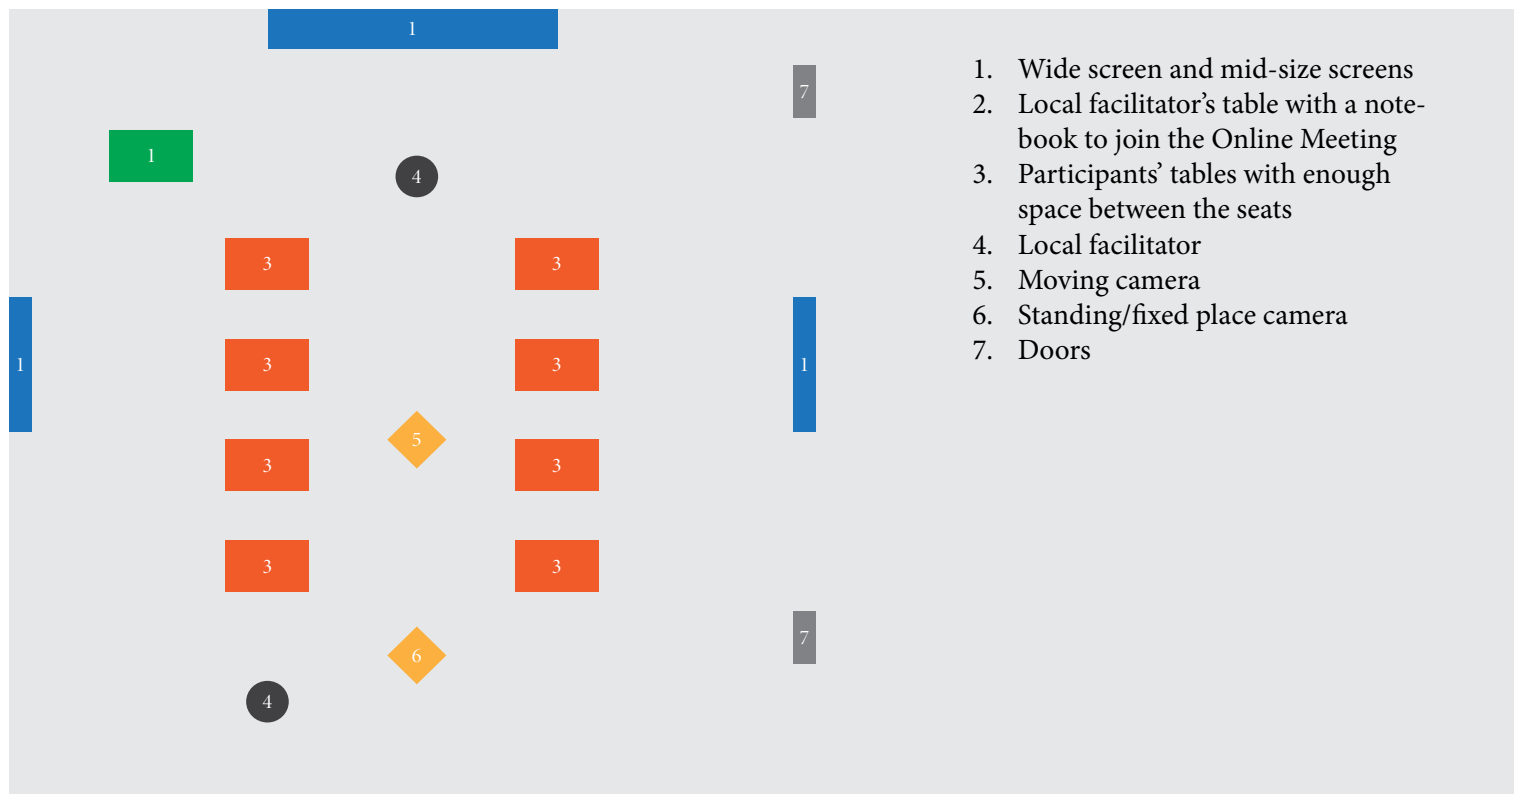 1
7
1
4
3
3
1
3
3
1
5
3
3
3
3
7
6
4
1. Wide screen and mid-size screens
2. Local facilitator’s table with a note-
book to join the Online Meeting
3. Participants’ tables with enough
space between the seats
4. Local facilitator
5. Moving camera
6. Standing/fixed place camera
7. Doors